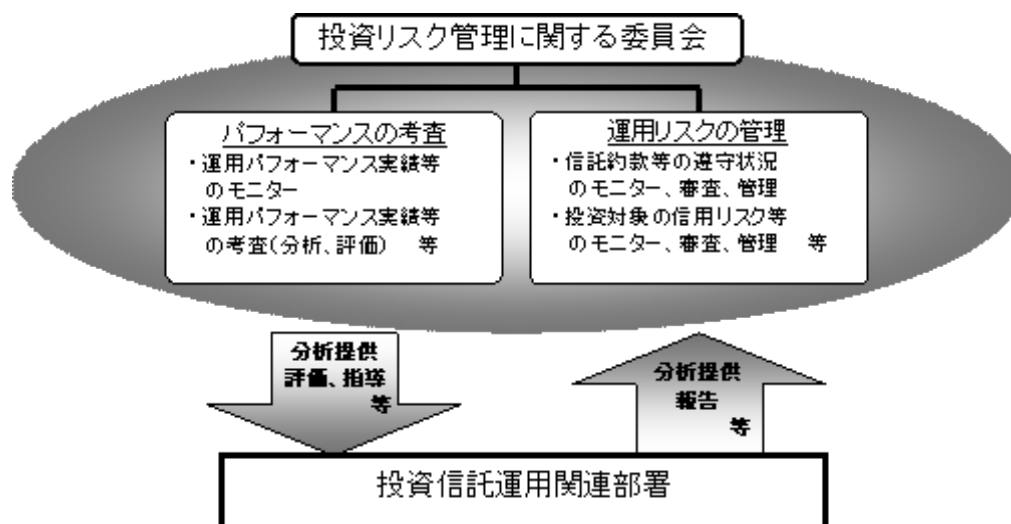 投資リスク管理に関する委員会
パフォーマンスの考査
・運用パフォーマンス実績等
のモニター
・運用パフォーマンス実績等
の考査(分析、評価) 等
運用リスクの管理
・信託約款等の遵守状況
のモニター、審査、管理
・投資対象の信用リスク等
のモニター、審査、管理 等
分析提供
評価、指導
等
分析提供
報告
等
投資信託運用関連部署